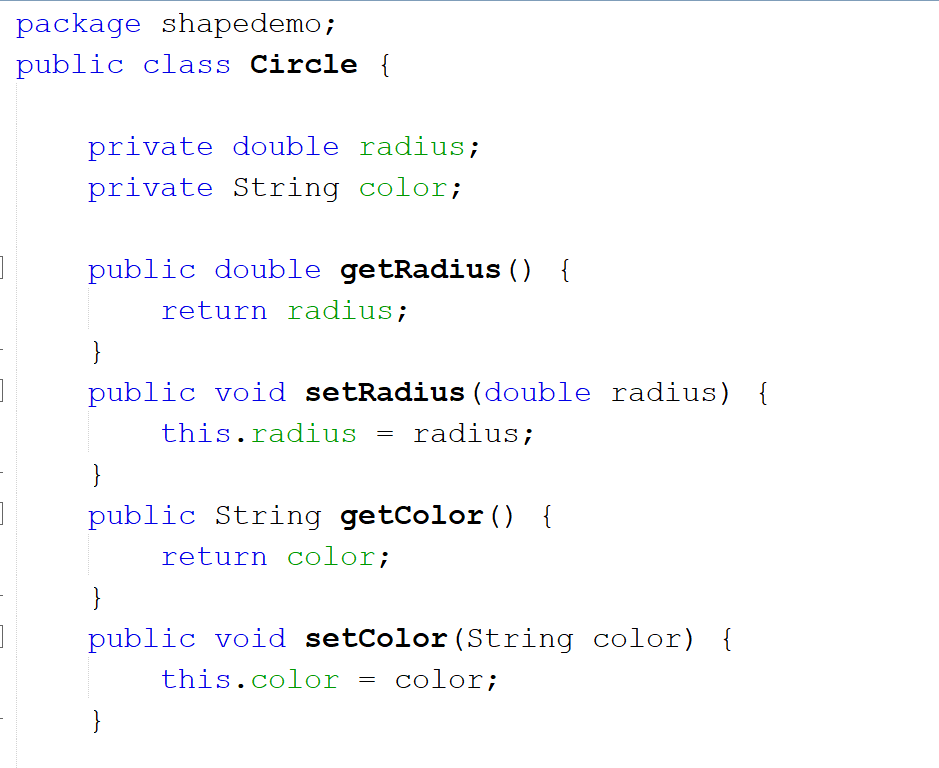 package shapedemo;
public class Circle {
private double radius;
private String color;
public double getRadius() {
return radius;
}
public void setRadius(double radius) {
this.radius = radius;
}
public String getColor() {
return color;
}
public void setColor(String color) {
this.color = color;
}